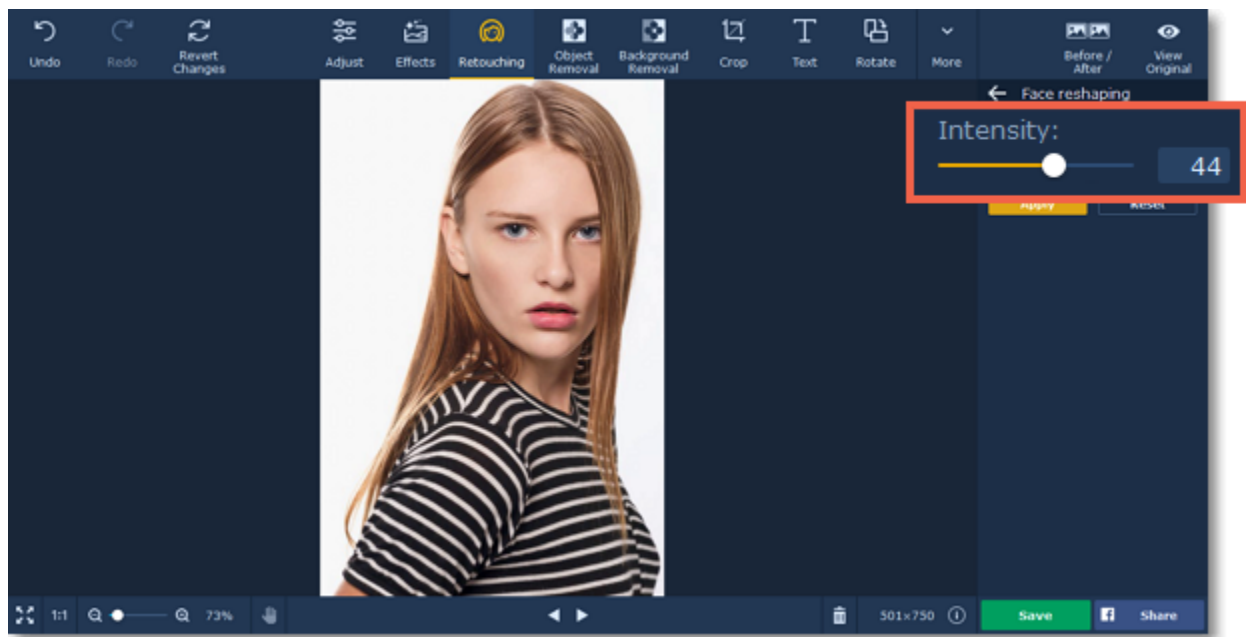 Undo
Redo
Revert
Changes
Adjust
Effects
Retouching
Object
Removal
Background
Removal
Crop
Text
Rotate
More
Before /
After
View
Original
Face reshaping
Intensity:
44
Apply
Reset
1:1
73%
501×750
Save
Share